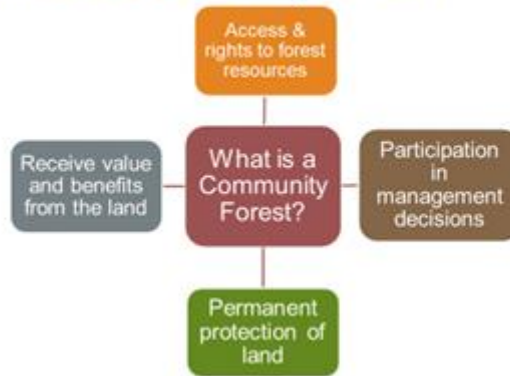 Access &
rights to forest
resources
Receive value
and benefits
from the land
What is a
Community
Forest?
Participation
in
management
decisions
Permanent
protection of
land